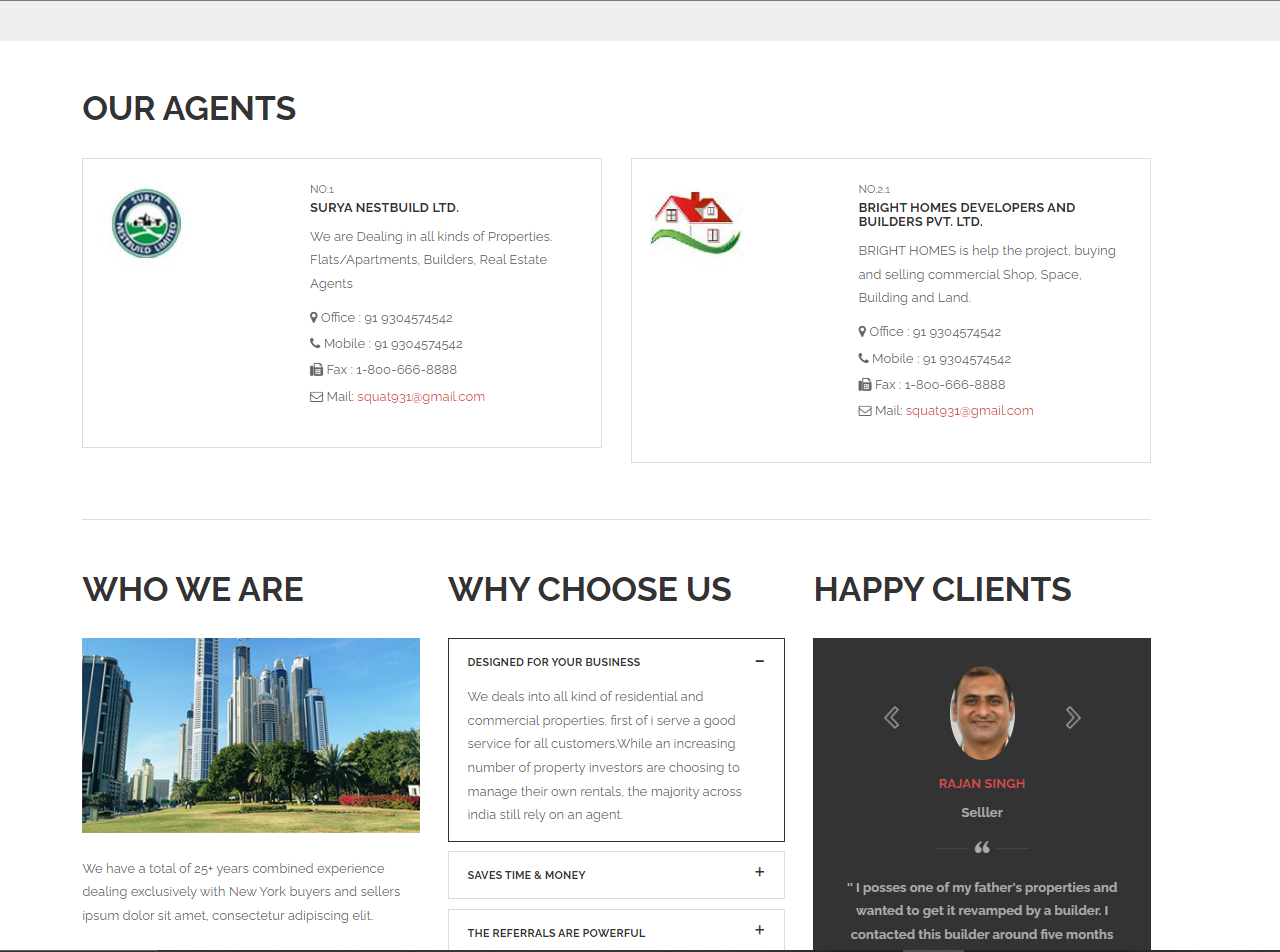 OUR AGENTS
SURYA
NESTBUILD LIMITED
NO.1
SURYA NESTBUILD LTD.
We are Dealing in all kinds of Properties.
Flats/Apartments, Builders, Real Estate
Agents
Office : 91 9304574542
Mobile : 91 9304574542
Fax : 1-800-666-8888
Mail: squat931@gmail.com
NO.2.1
BRIGHT HOMES DEVELOPERS AND
BUILDERS PVT. LTD.
BRIGHT HOMES is help the project, buying
and selling commercial Shop, Space,
Building and Land.
Office : 91 9304574542
Mobile : 91 9304574542
Fax : 1-800-666-8888
Mail: squat931@gmail.com
WHO WE ARE
We have a total of 25+ years combined experience
dealing exclusively with New York buyers and sellers
ipsum dolor sit amet, consectetur adipiscing elit.
WHY CHOOSE US
DESIGNED FOR YOUR BUSINESS
We deals into all kind of residential and
commercial properties. first of i serve a good
service for all customers.While an increasing
number of property investors are choosing to
manage their own rentals, the majority across
india still rely on an agent.
SAVES TIME & MONEY
THE REFERRALS ARE POWERFUL
HAPPY CLIENTS
RAJAN SINGH
Selller
" I posses one of my father's properties and
wanted to get it revamped by a builder. I
contacted this builder around five months